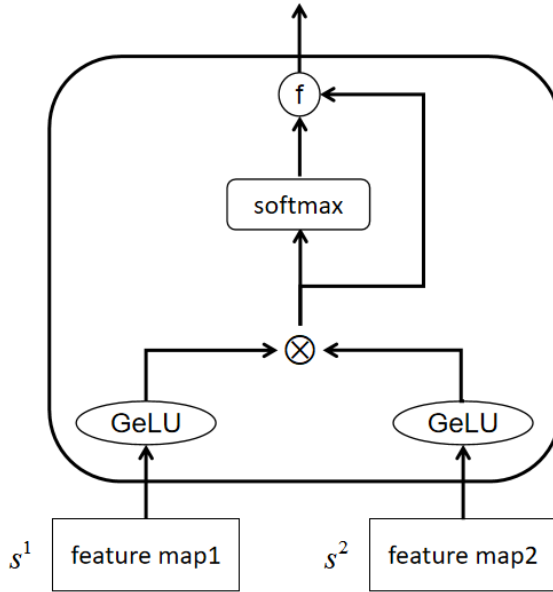 f
softmax
⊗
GeLU GeLU
s¹ feature map1 s² feature map2